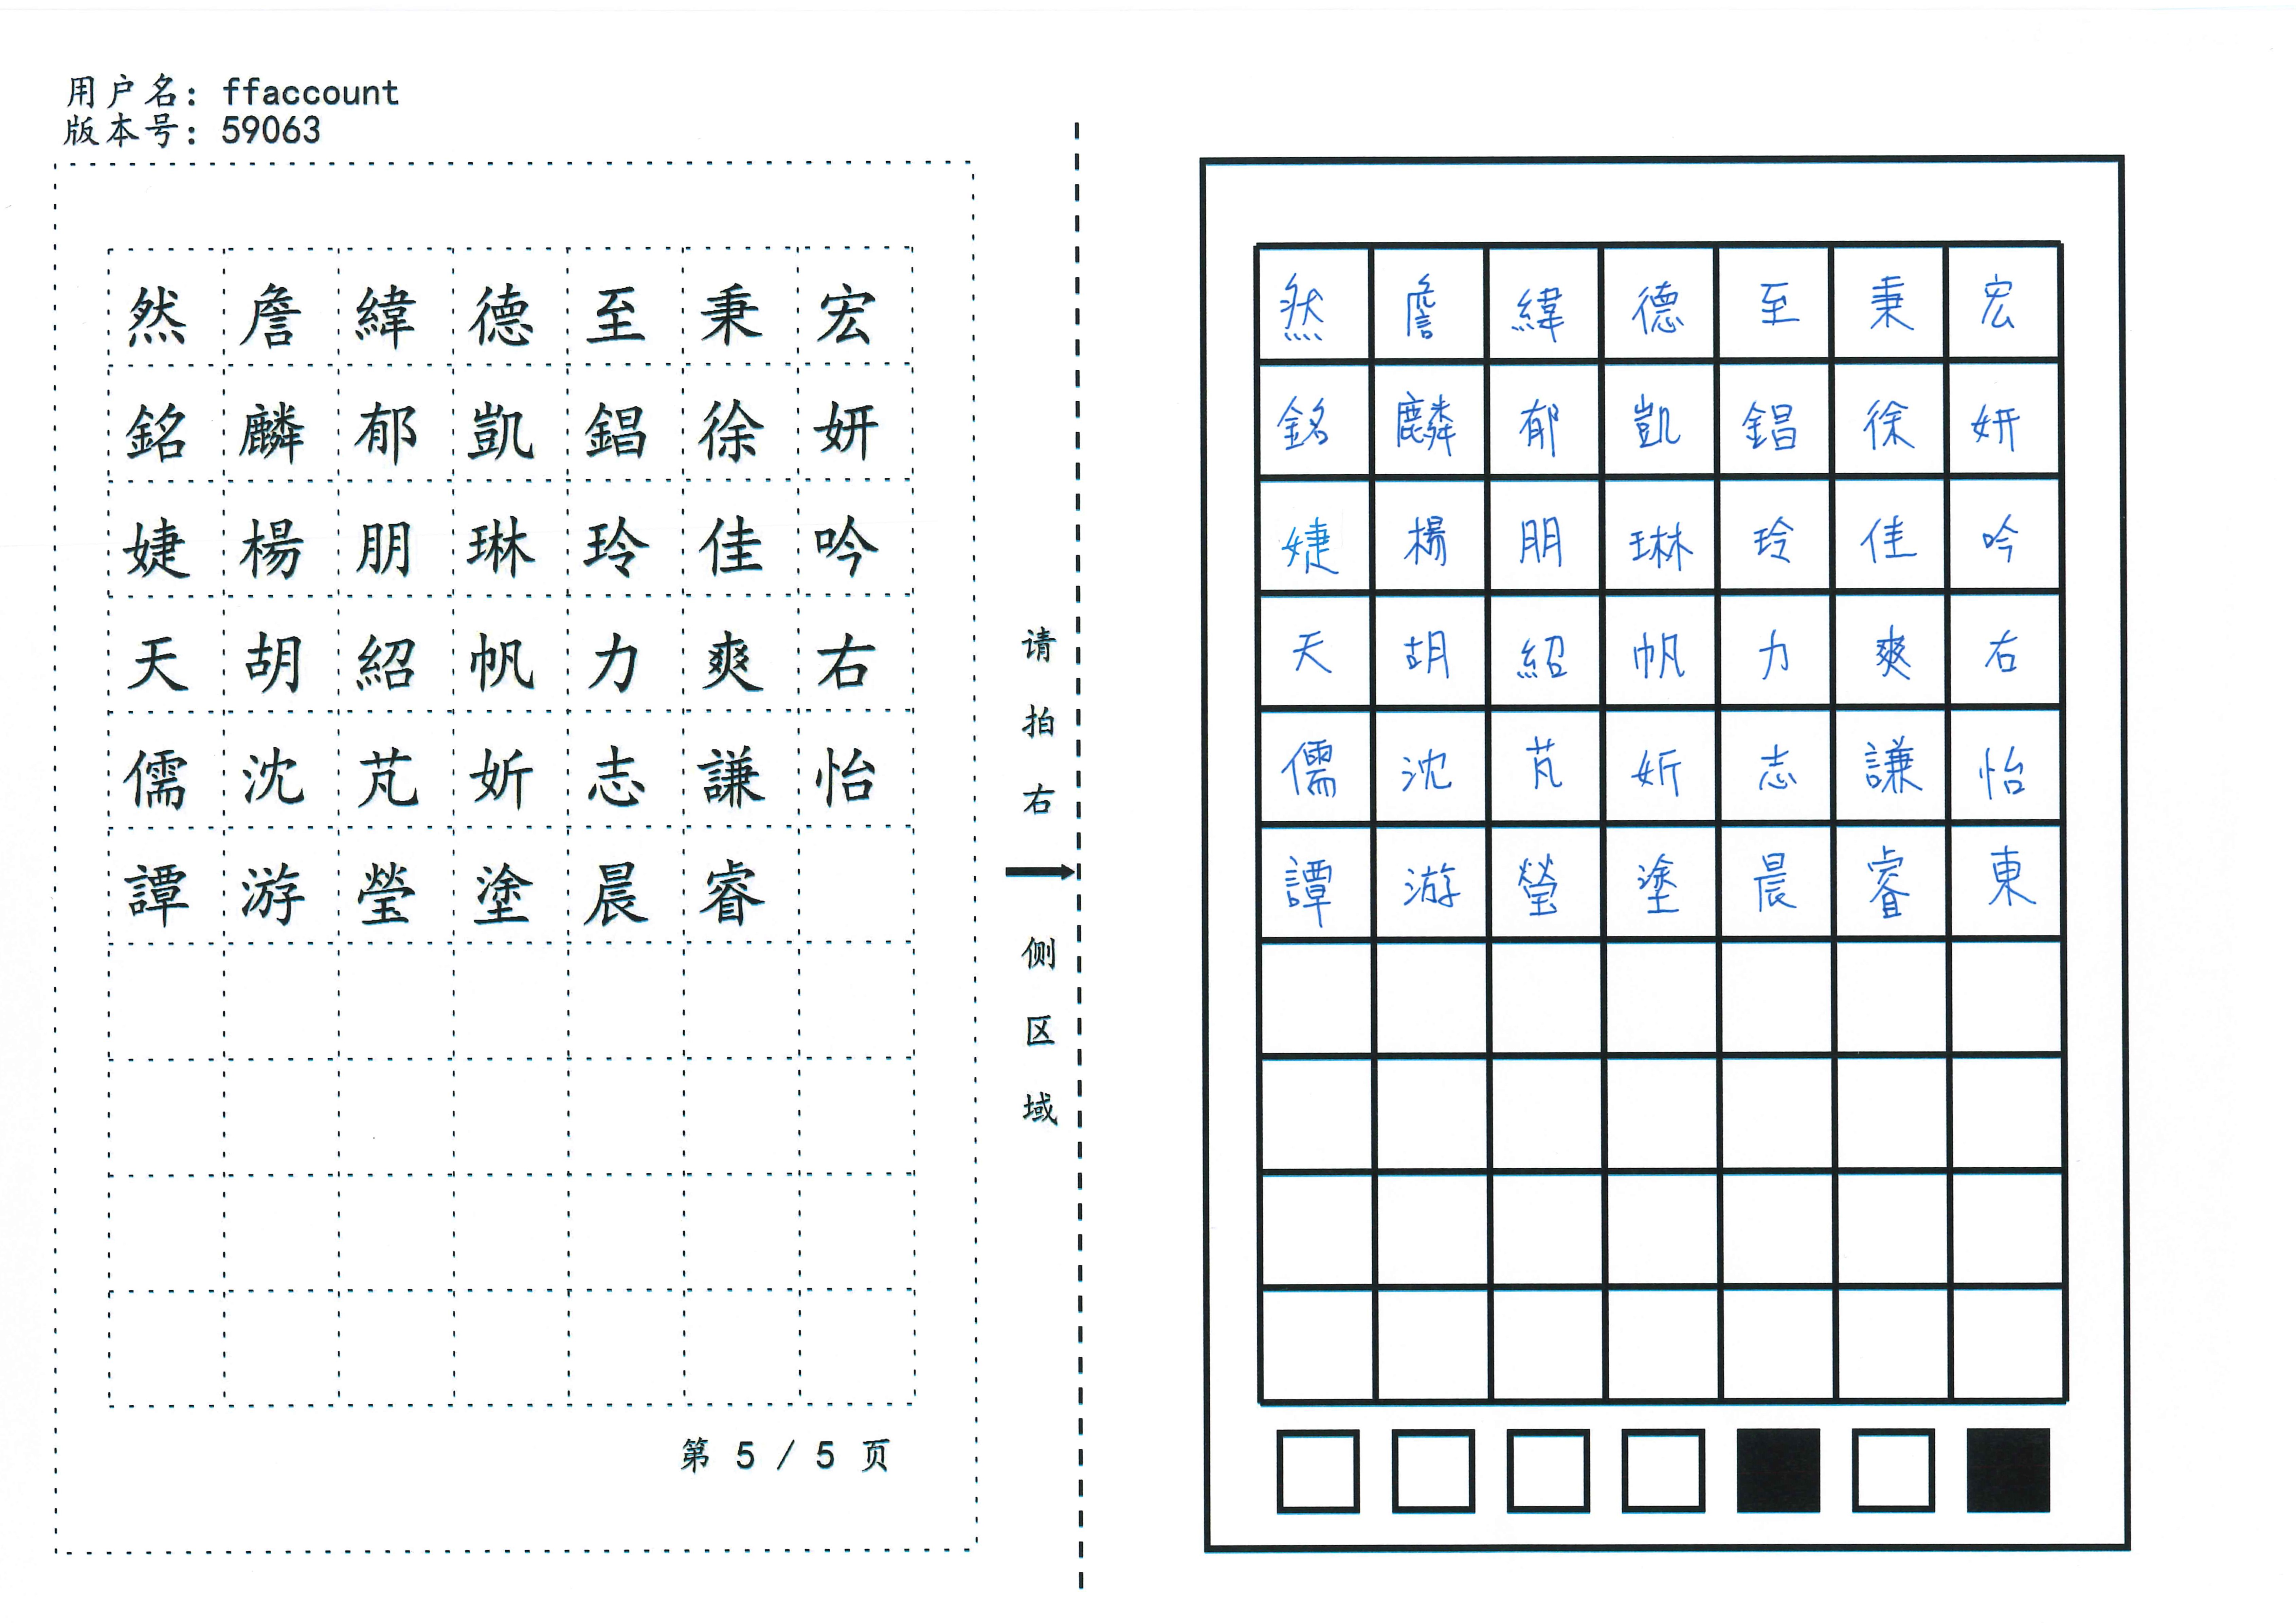 用户名：ffaccount
版本号：59063
然 詹 緯 德 至 秉 宏
銘 麟 郁 凱 錩 徐 妍
婕 楊 朋 琳 玲 佳 吟
天 胡 紹 帆 力 爽 右
儒 沈 芃 妡 志 謙 怡
譚 游 瑩 塗 晨 睿
第 5 / 5 页
请拍右侧区域
然 詹 緯 德 至 秉 宏
銘 麟 郁 凱 錩 徐 妍
婕 楊 朋 琳 玲 佳 吟
天 胡 紹 帆 力 爽 右
儒 沈 芃 妡 志 謙 怡
譚 游 瑩 塗 晨 睿 東